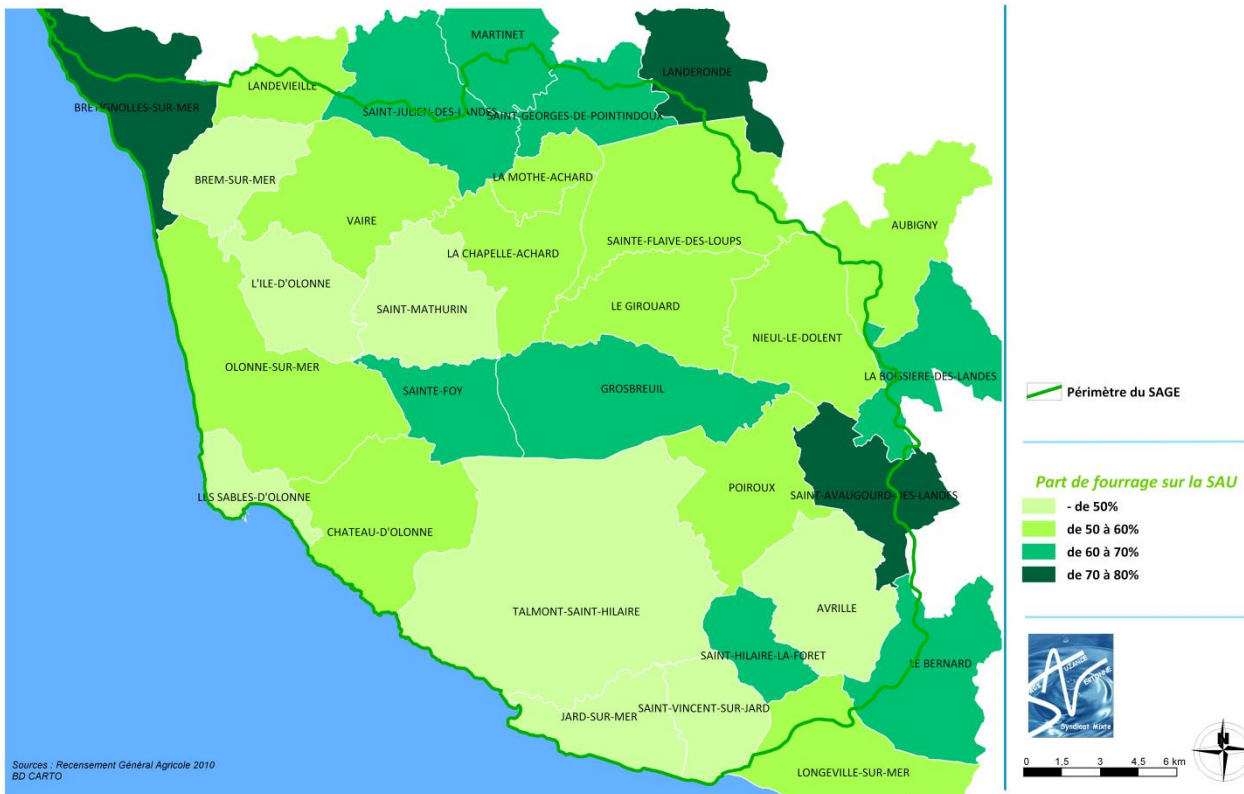 MARTINET
LANDERONDE
LANDEVIEILLE
BRETIGNOLLES-SUR-MER
SAINT-JULIEN-DES-LANDES
SAINT-GEORGES-DE-POINTINDOUX
BREM-SUR-MER
LA MOTHE-ACHARD
VAIRE
AUBIGNY
SAINTE-FLAIVE-DES-LOUPS
LA CHAPELLE-ACHARD
L'ILE-D'OLONNE
SAINT-MATHURIN
LE GIROUARD
NIEUL-LE-DOLENT
OLONNE-SUR-MER
LA BOISSIERE-DES-LANDES
SAINTE-FOY
GROSBREUIL
POIROUX
LES SABLES-D'OLONNE
SAINT-AVAUGOURD-DES-LANDES
CHATEAU-D'OLONNE
TALMONT-SAINT-HILAIRE
AVRILLE
SAINT-HILAIRE-LA-FORET
LE BERNARD
SAINT-VINCENT-SUR-JARD
JARD-SUR-MER
LONGEVILLE-SUR-MER
Sources : Recensement Général Agricole 2010
BD CARTO
Périmètre du SAGE
Part de fourrage sur la SAU
- de 50%
de 50 à 60%
de 60 à 70%
de 70 à 80%
Syndicat Mixte
N
0 1,5 3 4,5 6 km